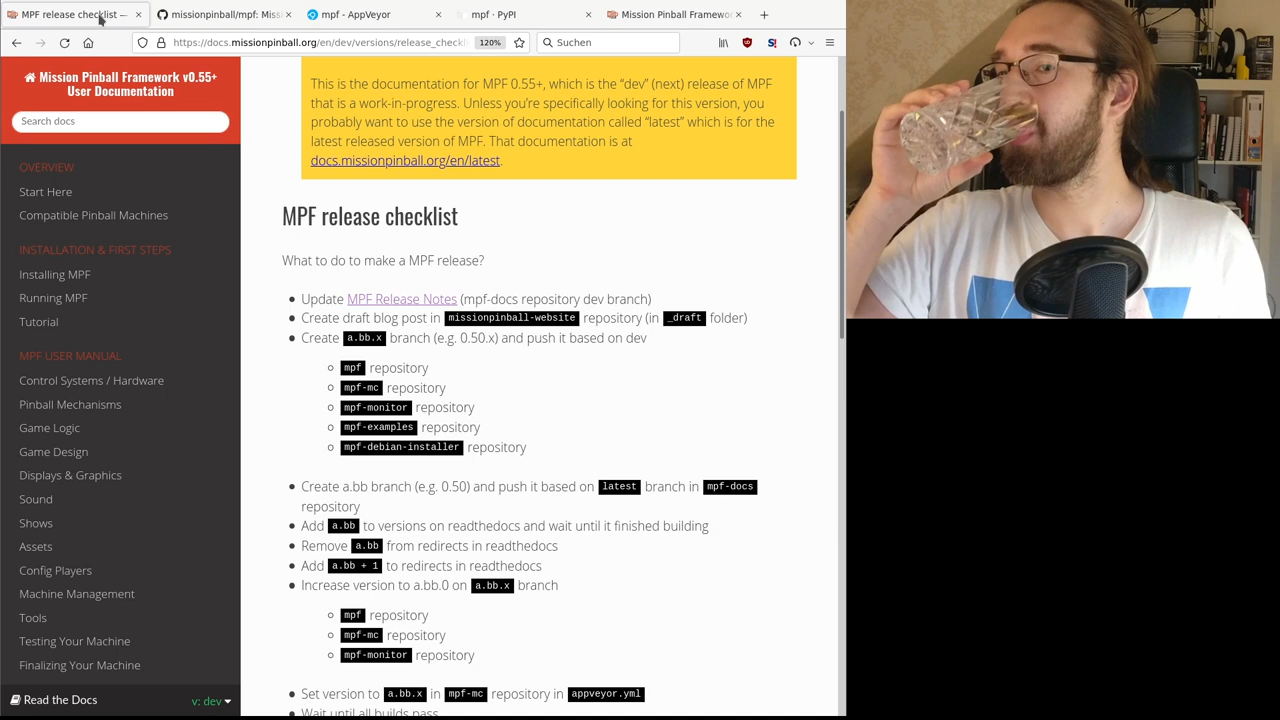 MPF release checklist —
missionpinball/mpf: Miss
mpf - AppVeyor
mpf · PyPI
Mission Pinball Framewor
https://docs.missionpinball.org/en/dev/versions/release_checkl
120%
Suchen
Mission Pinball Framework v0.55+
User Documentation
Search docs
OVERVIEW
Start Here
Compatible Pinball Machines
INSTALLATION & FIRST STEPS
Installing MPF
Running MPF
Tutorial
MPF USER MANUAL
Control Systems / Hardware
Pinball Mechanisms
Game Logic
Game Design
Displays & Graphics
Sound
Shows
Assets
Config Players
Machine Management
Tools
Testing Your Machine
Finalizing Your Machine
Read the Docs
v: dev
This is the documentation for MPF 0.55+, which is the “dev” (next) release of MPF
that is a work-in-progress. Unless you’re specifically looking for this version, you
probably want to use the version of documentation called “latest” which is for the
latest released version of MPF. That documentation is at
docs.missionpinball.org/en/latest.
MPF release checklist
What to do to make a MPF release?
Update MPF Release Notes (mpf-docs repository dev branch)
Create draft blog post in missionpinball-website repository (in _draft folder)
Create a.bb.x branch (e.g. 0.50.x) and push it based on dev
mpf repository
mpf-mc repository
mpf-monitor repository
mpf-examples repository
mpf-debian-installer repository
Create a.bb branch (e.g. 0.50) and push it based on latest branch in mpf-docs
repository
Add a.bb to versions on readthedocs and wait until it finished building
Remove a.bb from redirects in readthedocs
Add a.bb + 1 to redirects in readthedocs
Increase version to a.bb.0 on a.bb.x branch
mpf repository
mpf-mc repository
mpf-monitor repository
Set version to a.bb.x in mpf-mc repository in appveyor.yml
Wait until all builds pass